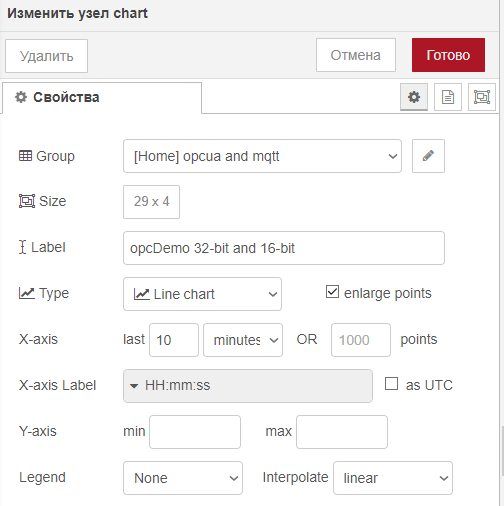 Изменить узел chart
Удалить Отмена Готово
Свойства
Group [Home] opcua and mqtt
Size 29 x 4
Label opcDemo 32-bit and 16-bit
Type Line chart enlarge points
X-axis last 10 minutes OR 1000 points
X-axis Label HH:mm:ss as UTC
Y-axis min max
Legend None Interpolate linear